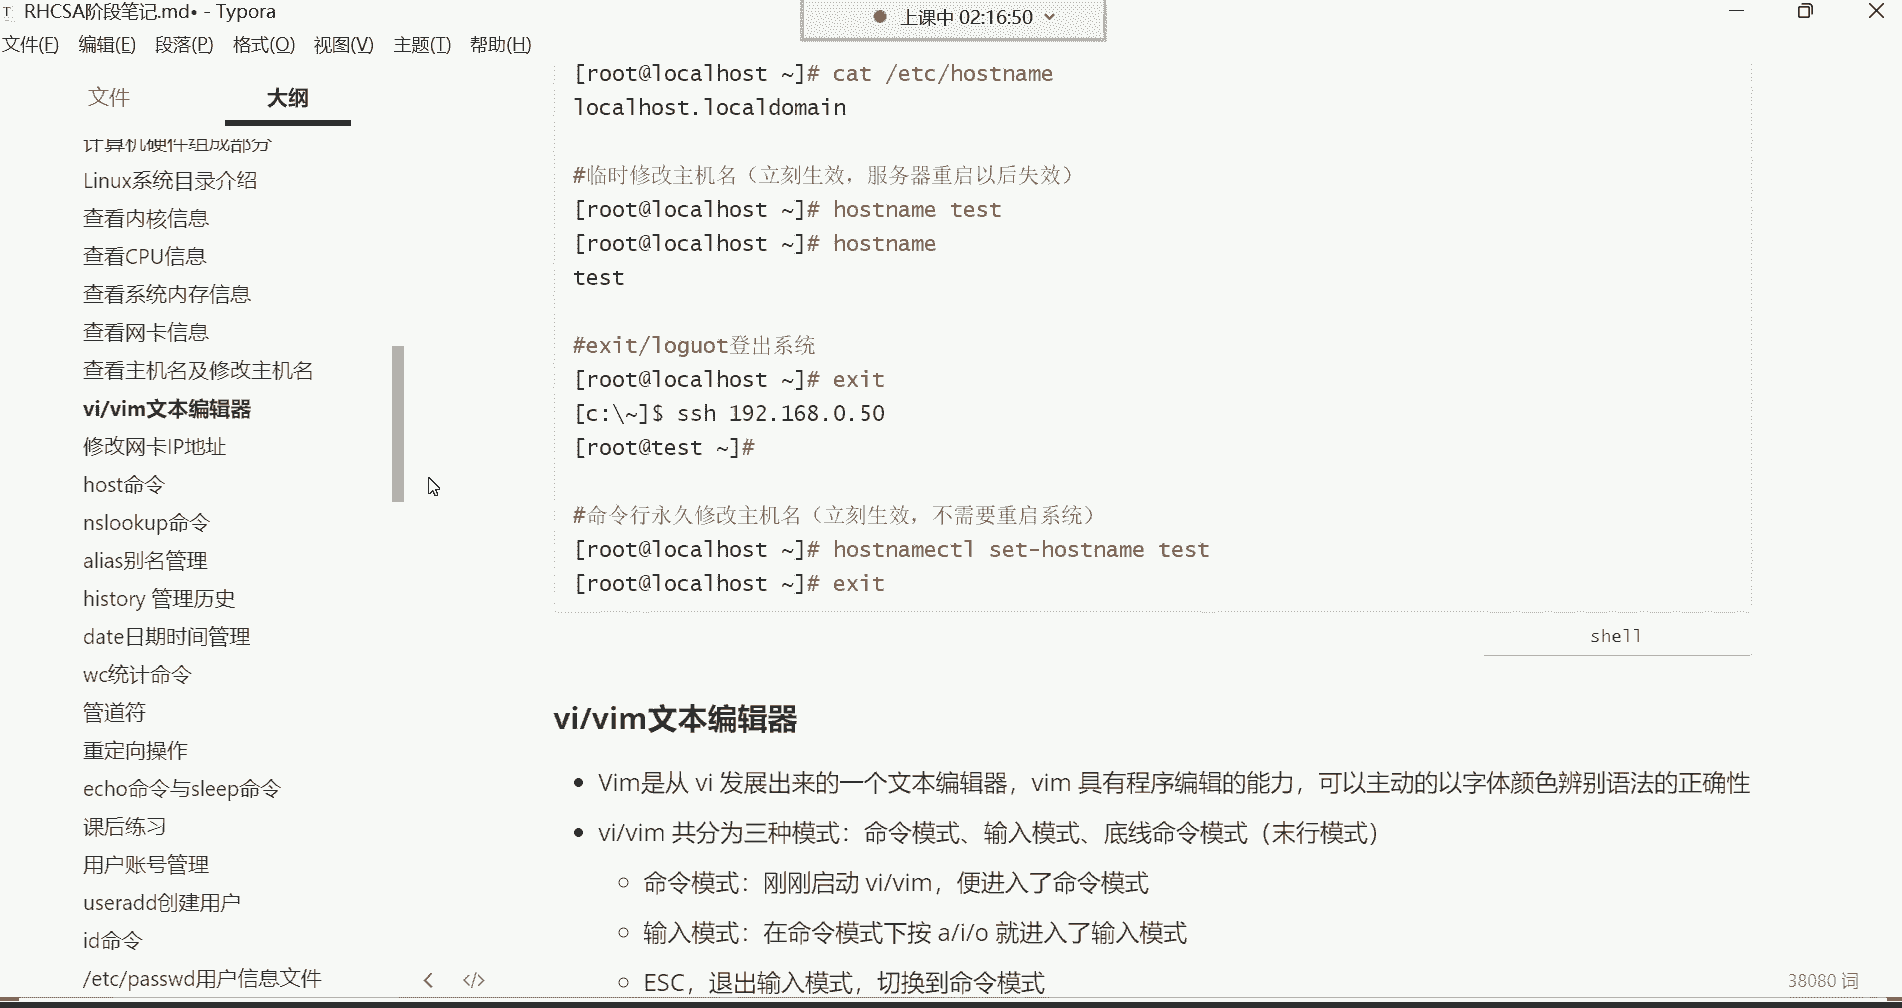 RHCSA阶段笔记.md• - Typora
上课中 02:16:50
文件(F) 编辑(E) 段落(P) 格式(O) 视图(V) 主题(T) 帮助(H)
文件 大纲
计算机硬件组成部分
Linux系统目录介绍
查看内核信息
查看CPU信息
查看系统内存信息
查看网卡信息
查看主机名及修改主机名
vi/vim文本编辑器
修改网卡IP地址
host命令
nslookup命令
alias别名管理
history 管理历史
date日期时间管理
wc统计命令
管道符
重定向操作
echo命令与sleep命令
课后练习
用户账号管理
useradd创建用户
id命令
/etc/passwd用户信息文件
[root@localhost ~]# cat /etc/hostname
localhost.localdomain
#临时修改主机名（立刻生效，服务器重启以后失效）
[root@localhost ~]# hostname test
[root@localhost ~]# hostname
test
#exit/loguot登出系统
[root@localhost ~]# exit
[c:\~]$ ssh 192.168.0.50
[root@test ~]#
#命令行永久修改主机名（立刻生效，不需要重启系统）
[root@localhost ~]# hostnamectl set-hostname test
[root@localhost ~]# exit
shell
vi/vim文本编辑器
• Vim是从 vi 发展出来的一个文本编辑器，vim 具有程序编辑的能力，可以主动的以字体颜色辨别语法的正确性
• vi/vim 共分为三种模式：命令模式、输入模式、底线命令模式（末行模式）
○ 命令模式：刚刚启动 vi/vim，便进入了命令模式
○ 输入模式：在命令模式下按 a/i/o 就进入了输入模式
○ ESC，退出输入模式，切换到命令模式
38080 词